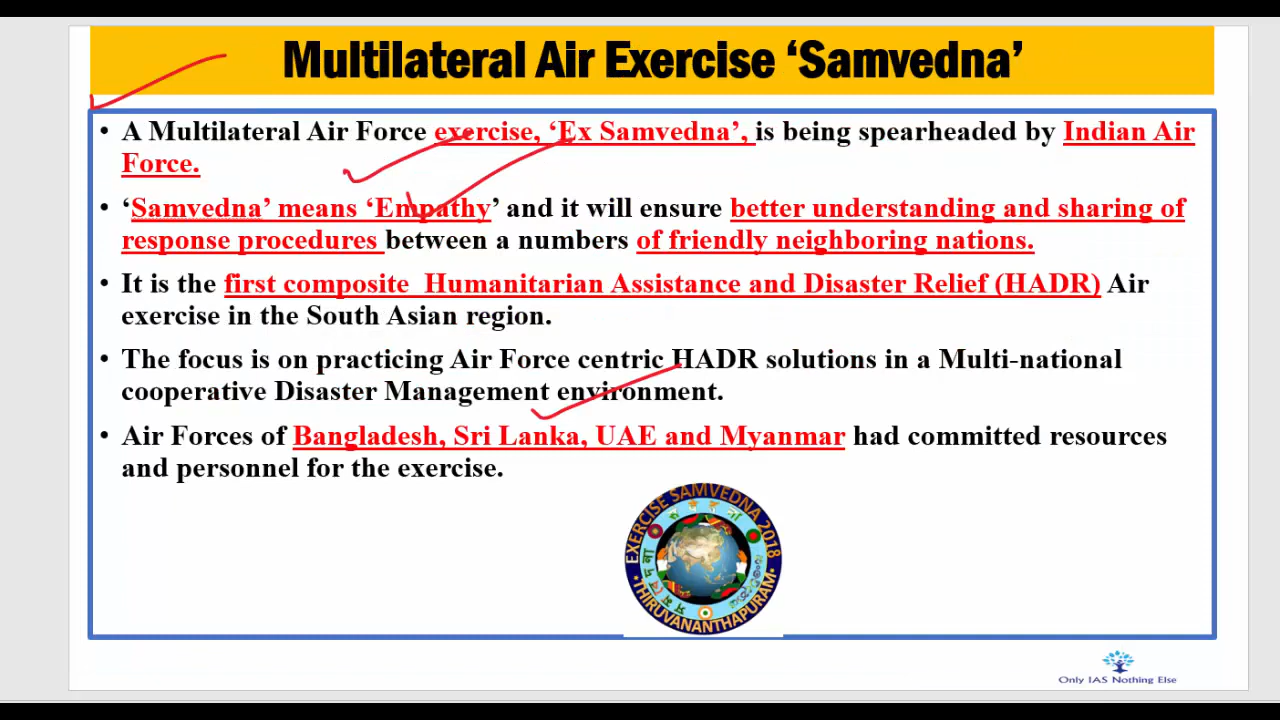 Multilateral Air Exercise ‘Samvedna’
• A Multilateral Air Force exercise, ‘Ex Samvedna’, is being spearheaded by Indian Air
Force.
• ‘Samvedna’ means ‘Empathy’ and it will ensure better understanding and sharing of
response procedures between a numbers of friendly neighboring nations.
• It is the first composite Humanitarian Assistance and Disaster Relief (HADR) Air
exercise in the South Asian region.
• The focus is on practicing Air Force centric HADR solutions in a Multi-national
cooperative Disaster Management environment.
• Air Forces of Bangladesh, Sri Lanka, UAE and Myanmar had committed resources
and personnel for the exercise.
EXERCISE SAMVEDNA 2018
THIRUVANANTHAPURAM
Only IAS Nothing Else